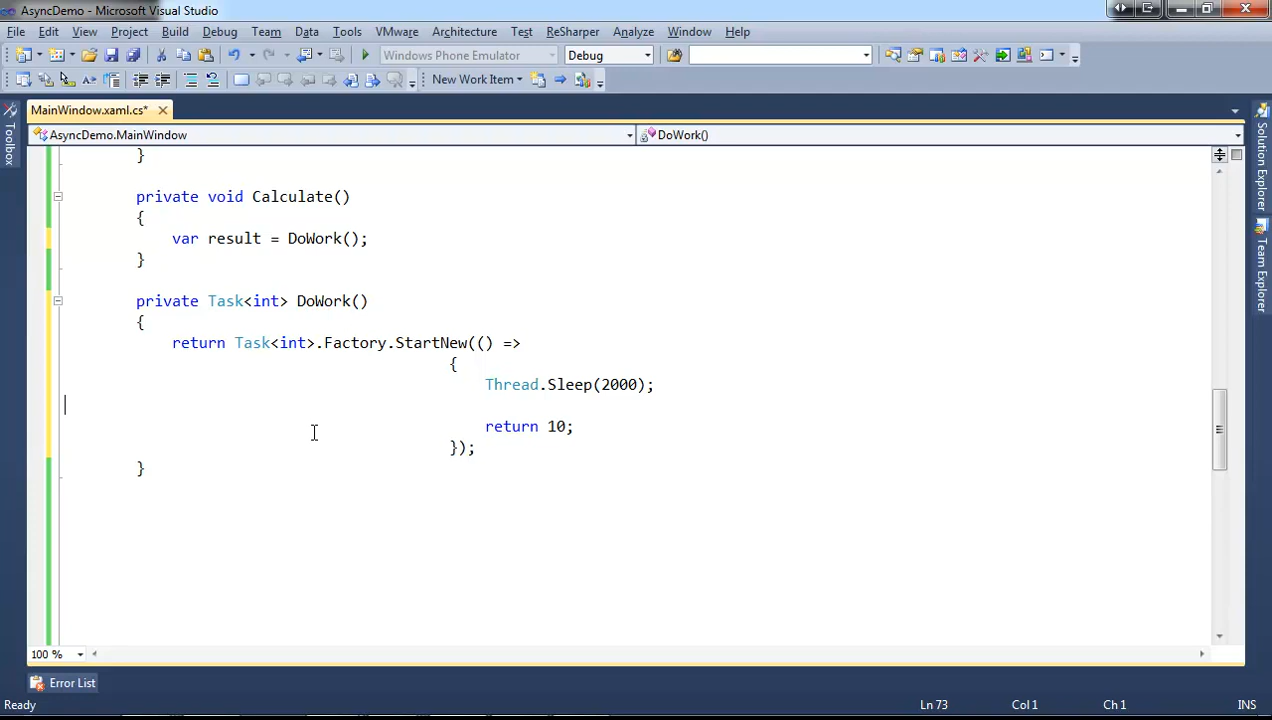 AsyncDemo - Microsoft Visual Studio
File Edit View Project Build Debug Team Data Tools VMware Architecture Test ReSharper Analyze Window Help
Windows Phone Emulator Debug
New Work Item
MainWindow.xaml.cs*
AsyncDemo.MainWindow DoWork()
Toolbox
Solution Explorer
Team Explorer
}
private void Calculate()
{
var result = DoWork();
}
private Task<int> DoWork()
{
return Task<int>.Factory.StartNew(() =>
{
Thread.Sleep(2000);
return 10;
});
}
100 %
Error List
Ready Ln 73 Col 1 Ch 1 INS